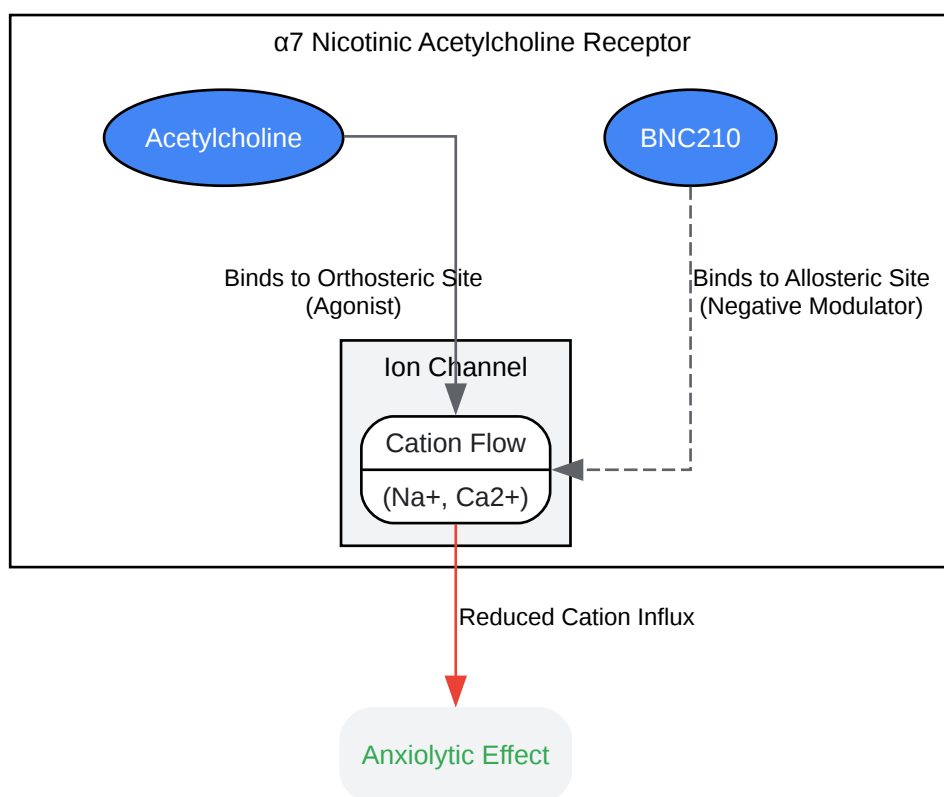 α7 Nicotinic Acetylcholine Receptor
Acetylcholine
BNC210
Binds to Orthosteric Site
(Agonist)
Binds to Allosteric Site
(Negative Modulator)
Ion Channel
Cation Flow
(Na+, Ca2+)
Reduced Cation Influx
Anxiolytic Effect